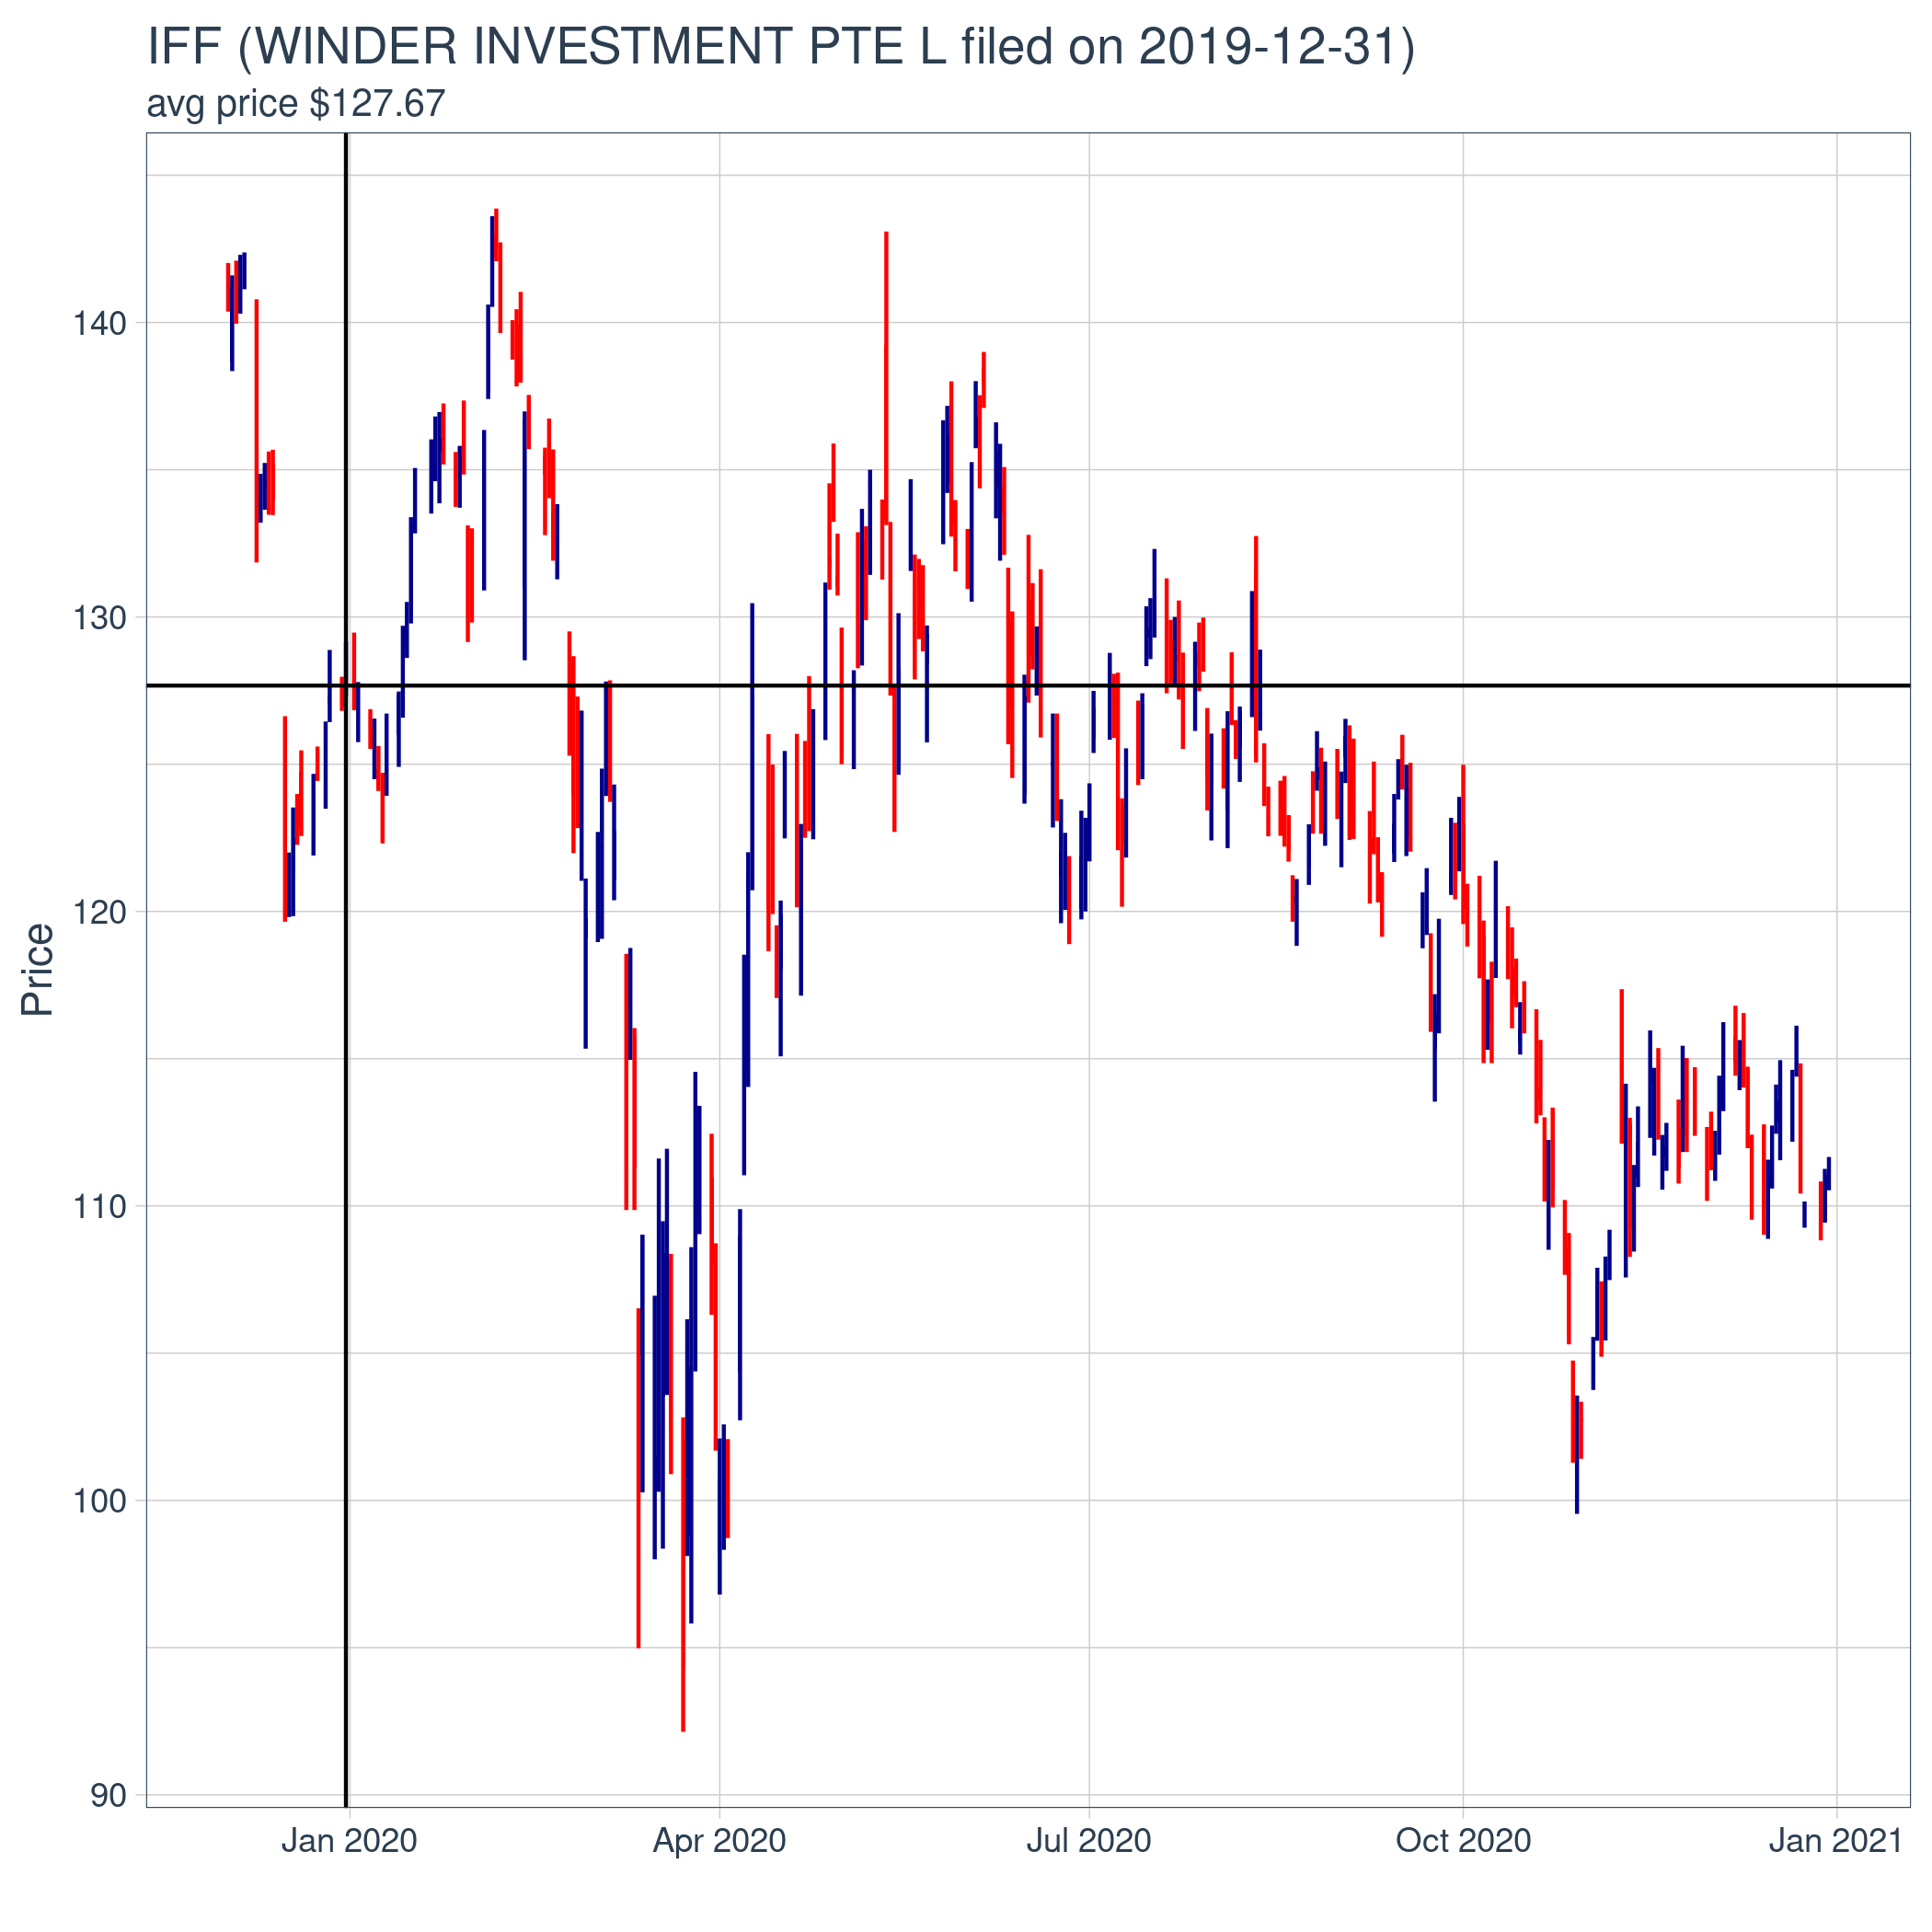 IFF (WINDER INVESTMENT PTE L filed on 2019-12-31)
avg price $127.67
140
130
120
110
100
90
Price
Jan 2020
Apr 2020
Jul 2020
Oct 2020
Jan 2021